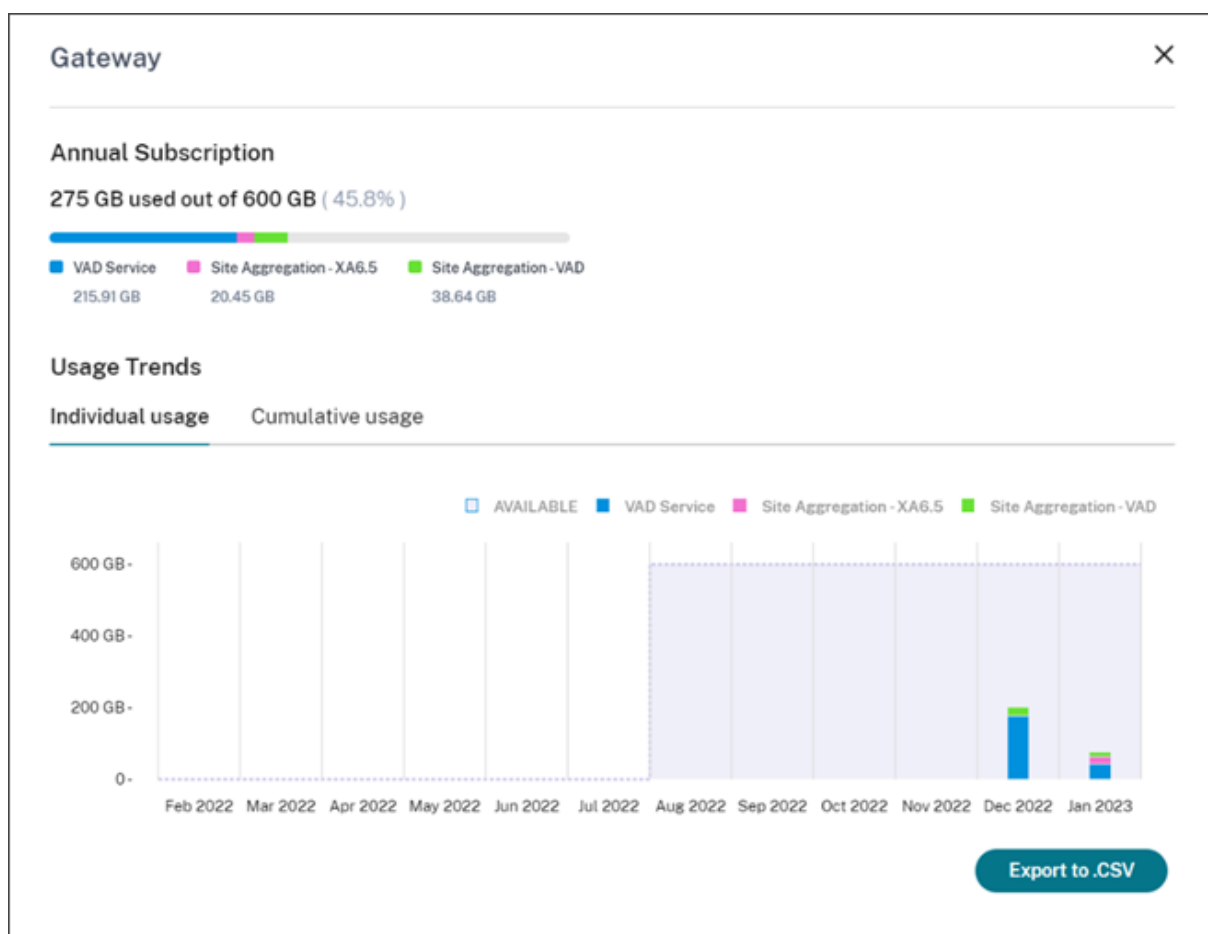 Gateway
Annual Subscription
275 GB used out of 600 GB ( 45.8% )
VAD Service Site Aggregation - XA6.5 Site Aggregation - VAD
215.91 GB 20.45 GB 38.64 GB
Usage Trends
Individual usage Cumulative usage
AVAILABLE VAD Service Site Aggregation - XA6.5 Site Aggregation - VAD
600 GB-
400 GB-
200 GB-
0-
Feb 2022 Mar 2022 Apr 2022 May 2022 Jun 2022 Jul 2022 Aug 2022 Sep 2022 Oct 2022 Nov 2022 Dec 2022 Jan 2023
Export to .CSV